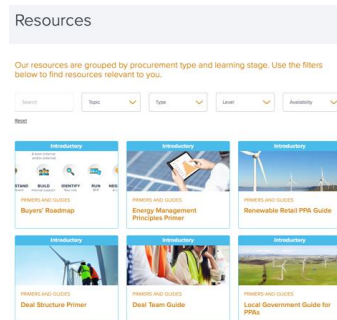 Resources
Our resources are grouped by procurement type and learning stage. Use the filters
below to find resources relevant to you.
Search
Topic
Type
Level
Availability
Reset
Introductory
Introductory
Introductory
BUILD
IDENTIFY
RUN
PRIMERS AND GUIDES
PRIMERS AND GUIDES
PRIMERS AND GUIDES
Buyers' Roadmap
Energy Management
Principles Primer
Renewable Retail PPA Guide
Introductory
Introductory
Introductory
PRIMERS AND GUIDES
PRIMERS AND GUIDES
PRIMERS AND GUIDES
Deal Structure Primer
Deal Team Guide
Local Government Guide for
PPAs